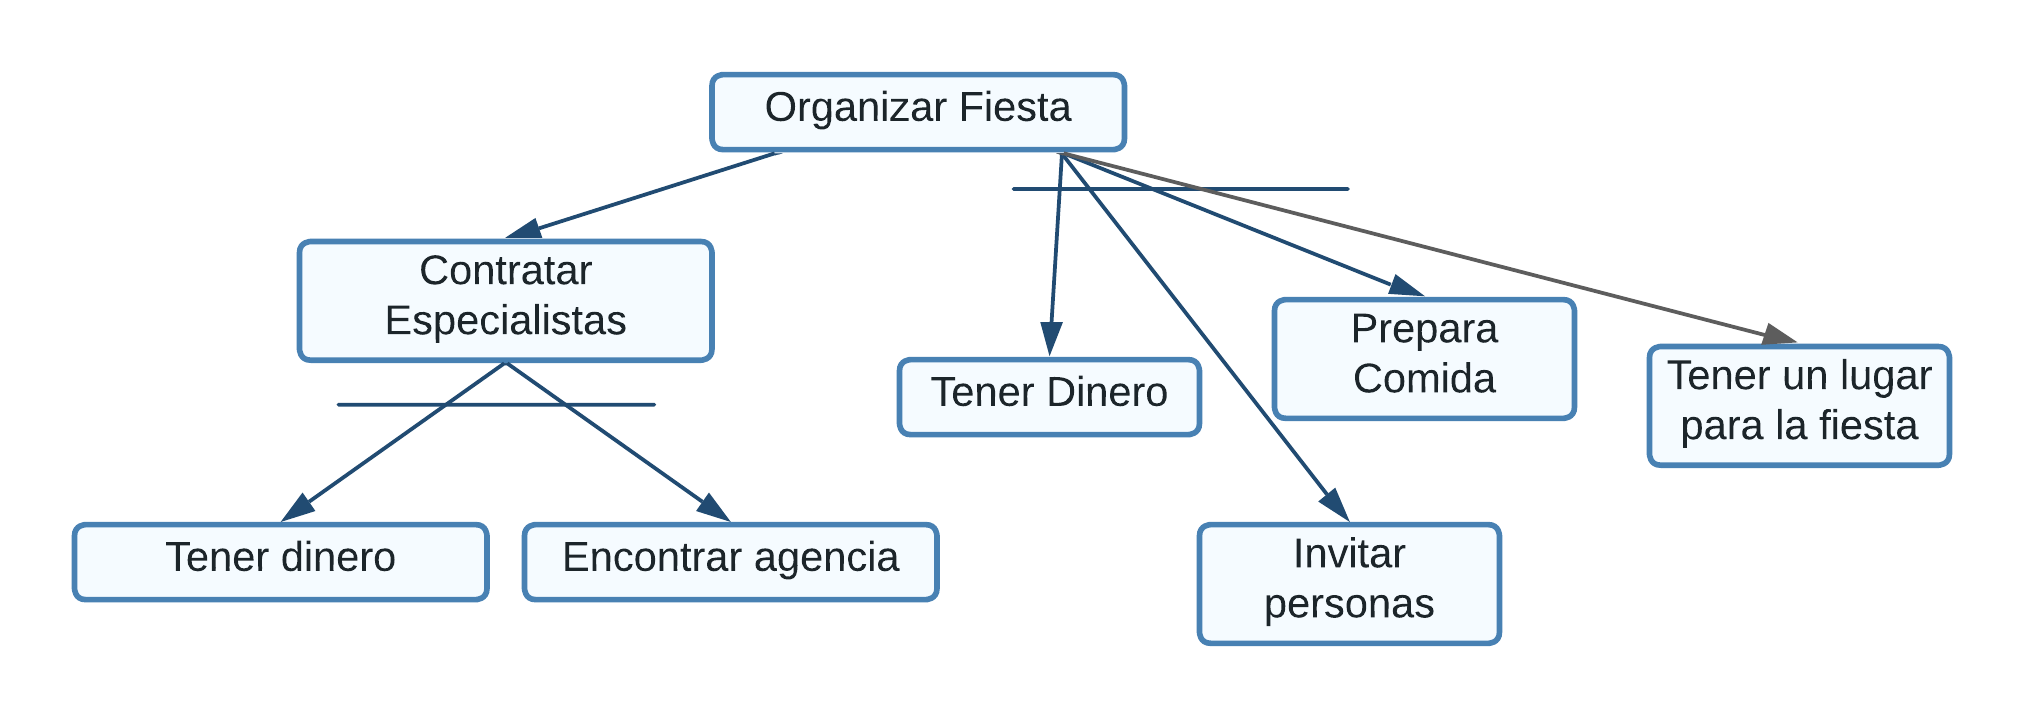 Organizar Fiesta
Contratar
Especialistas
Tener Dinero
Prepara
Comida
Tener un lugar
para la fiesta
Tener dinero
Encontrar agencia
Invitar
personas